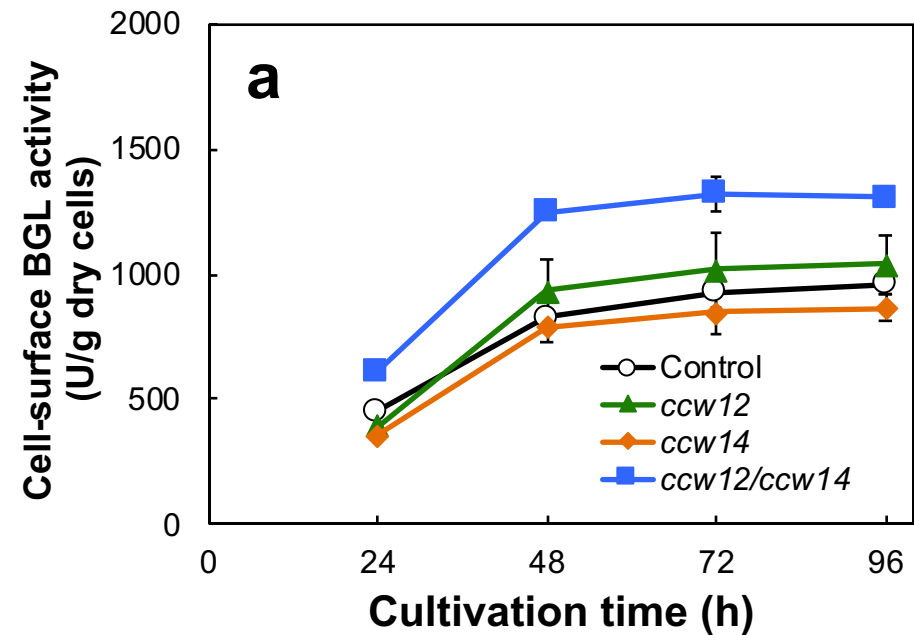 a
Cell-surface BGL activity
(U/g dry cells)
2000
1500
1000
500
0
Control
ccw12
ccw14
ccw12/ccw14
0 24 48 72 96
Cultivation time (h)